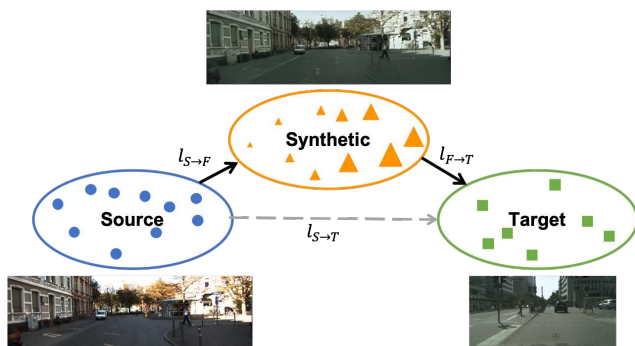 Synthetic
l_{S→F}
l_{F→T}
Source
Target
l_{S→T}